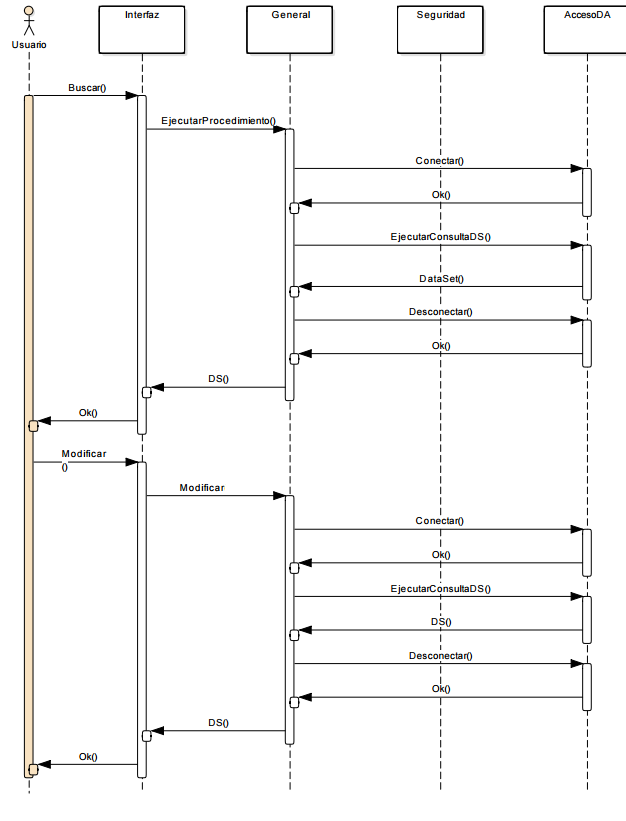 Interfaz
General
Seguridad
AccesoDA
Usuario
Buscar()
EjecutarProcedimiento()
Conectar()
Ok()
EjecutarConsultaDS()
DataSet()
Desconectar()
Ok()
DS()
Ok()
Modificar
()
Modificar
Conectar()
Ok()
EjecutarConsultaDS()
DS()
Desconectar()
Ok()
DS()
Ok()